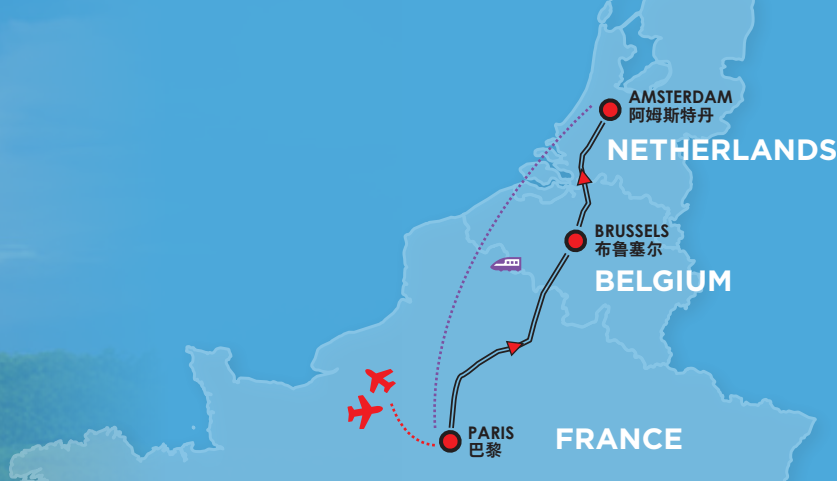 AMSTERDAM
阿姆斯特丹
NETHERLANDS
BRUSSELS
布鲁塞尔
BELGIUM
PARIS
巴黎
FRANCE